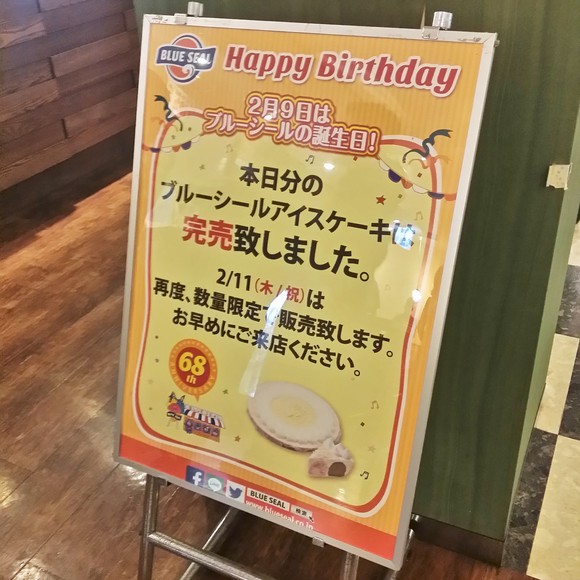 BLUE SEAL
Happy Birthday
2月9日は
ブルーシールの誕生日!
本日分の
ブルーシールアイスケーキは
完売致しました。
2/11(木/祝)は
再度、数量限定で販売致します。
お早めにご来店ください。
68th
LINE
BLUE SEAL 検索
www.blueseal.co.jp